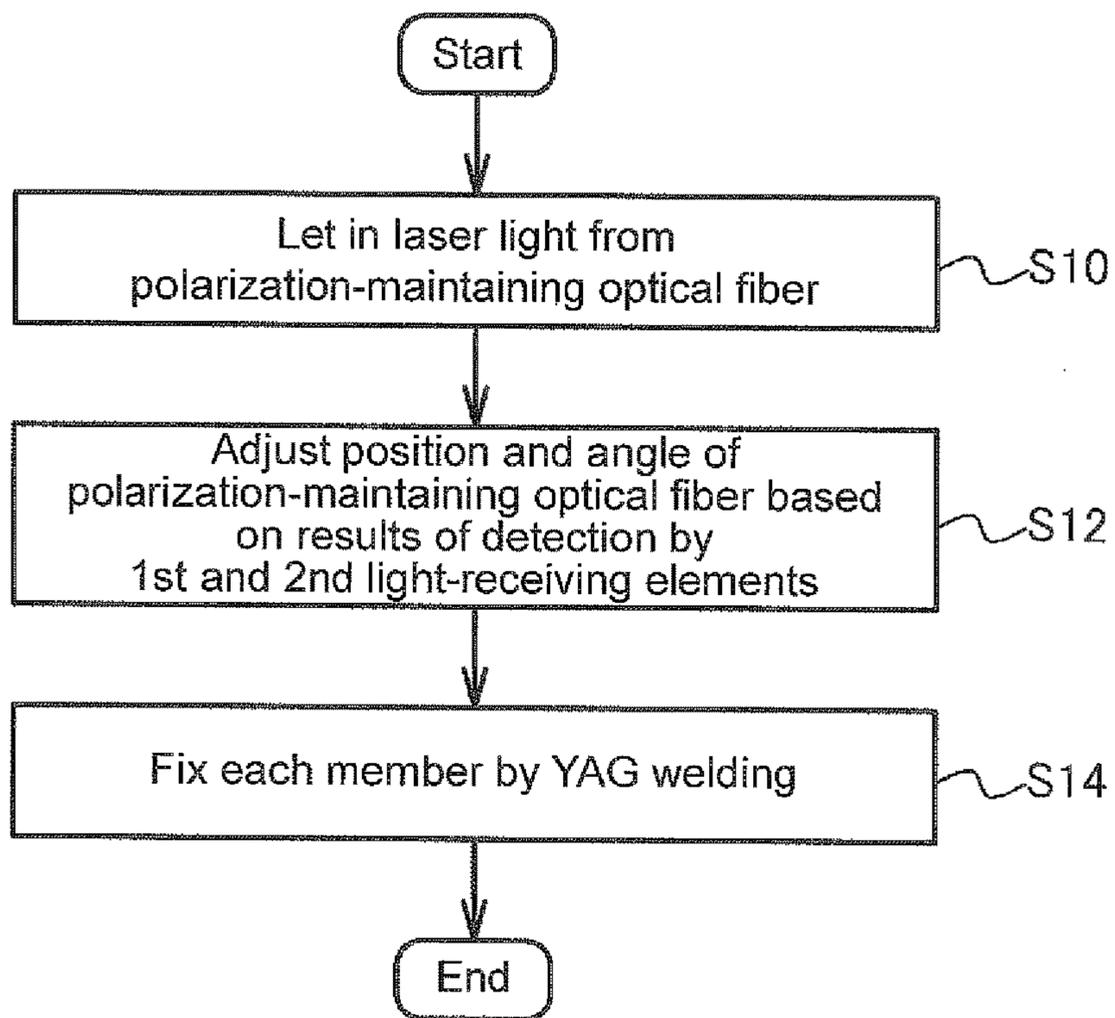 Start
Let in laser light from
polarization-maintaining optical fiber
S10
Adjust position and angle of
polarization-maintaining optical fiber based
on results of detection by
1st and 2nd light-receiving elements
S12
Fix each member by YAG welding
S14
End